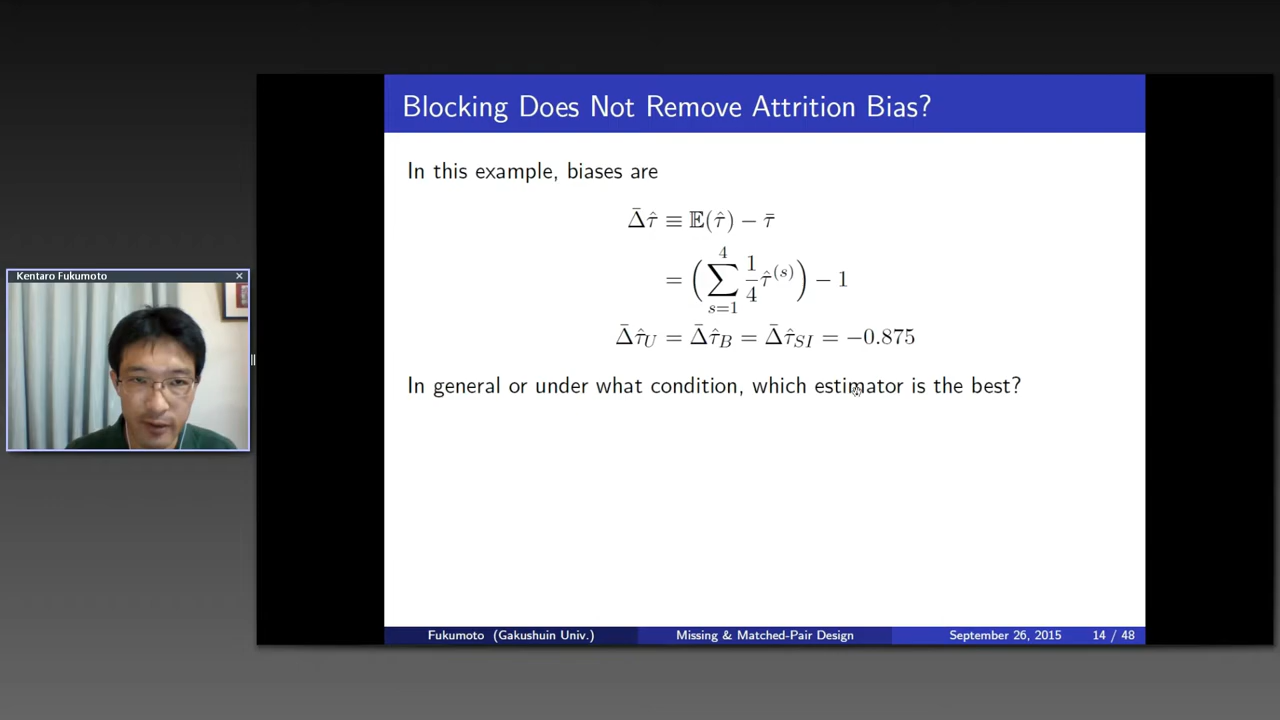 Blocking Does Not Remove Attrition Bias?
In this example, biases are
Δ̄τ̂ ≡ 𝔼(τ̂) − τ̄
= (∑_{s=1}^{4} 1/4 τ̂^{(s)}) − 1
Δ̄τ̂_U = Δ̄τ̂_B = Δ̄τ̂_{SI} = −0.875
In general or under what condition, which estimator is the best?
Kentaro Fukumoto
Fukumoto (Gakushuin Univ.) Missing & Matched-Pair Design September 26, 2015 14 / 48